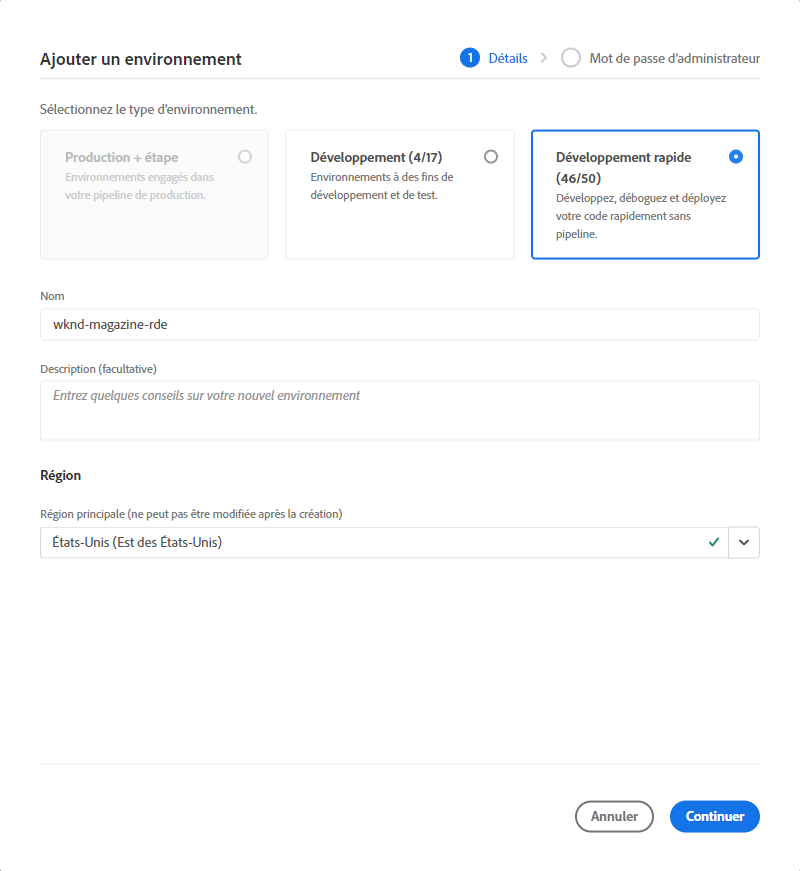 Ajouter un environnement
1 Détails > Mot de passe d'administrateur
Sélectionnez le type d'environnement.
Production + étape
Environnements engagés dans
votre pipeline de production.
Développement (4/17)
Environnements à des fins de
développement et de test.
Développement rapide
(46/50)
Développez, déboguez et déployez
votre code rapidement sans
pipeline.
Nom
wknd-magazine-rde
Description (facultative)
Entrez quelques conseils sur votre nouvel environnement
Région
Région principale (ne peut pas être modifiée après la création)
États-Unis (Est des États-Unis)
Annuler
Continuer